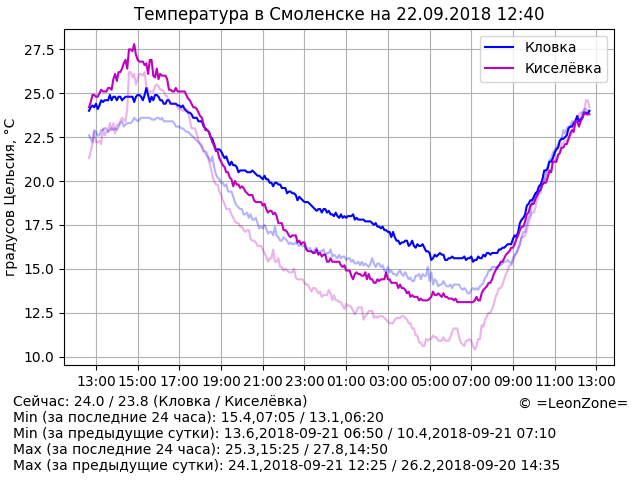 Температура в Смоленске на 22.09.2018 12:40
Кловка
Киселёвка
градусов Цельсия, °C
27.5
25.0
22.5
20.0
17.5
15.0
12.5
10.0
13:00 15:00 17:00 19:00 21:00 23:00 01:00 03:00 05:00 07:00 09:00 11:00 13:00
Сейчас: 24.0 / 23.8 (Кловка / Киселёвка)
© =LeonZone=
Min (за последние 24 часа): 15.4,07:05 / 13.1,06:20
Min (за предыдущие сутки): 13.6,2018-09-21 06:50 / 10.4,2018-09-21 07:10
Max (за последние 24 часа): 25.3,15:25 / 27.8,14:50
Max (за предыдущие сутки): 24.1,2018-09-21 12:25 / 26.2,2018-09-20 14:35